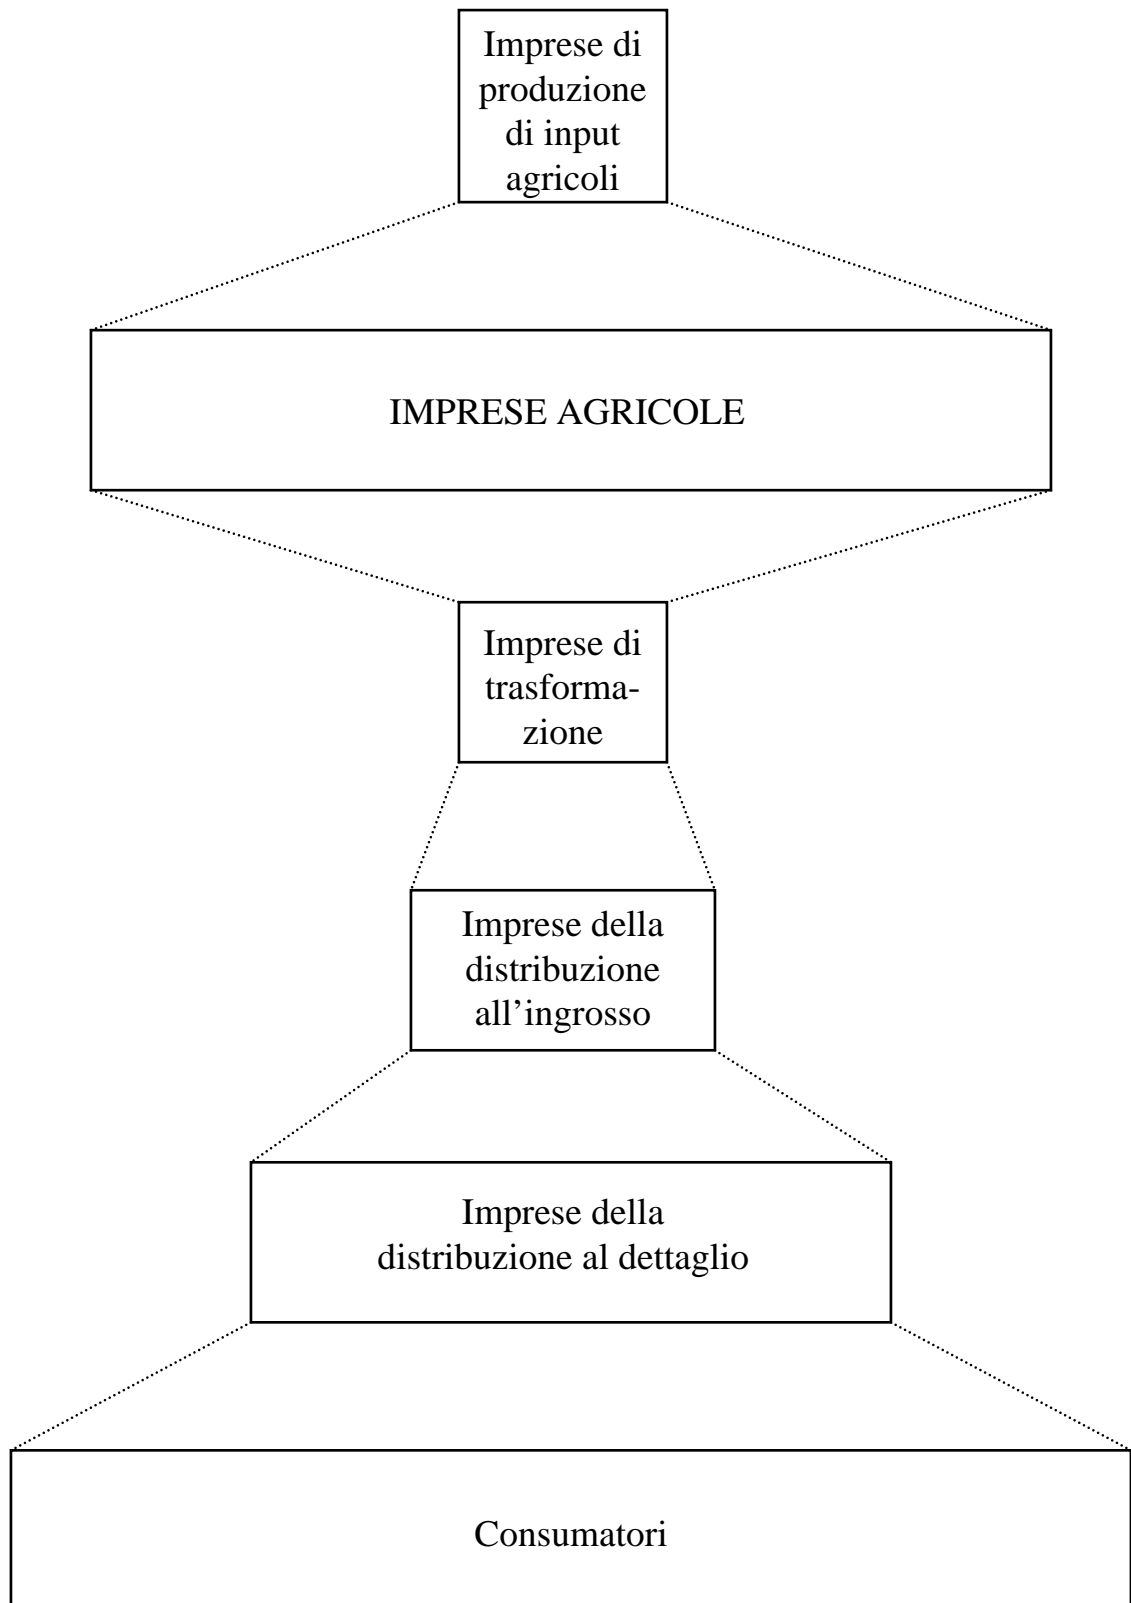 Imprese di
produzione
di input
agricoli
IMPRESE AGRICOLE
Imprese di
trasforma-
zione
Imprese della
distribuzione
all’ingrosso
Imprese della
distribuzione al dettaglio
Consumatori